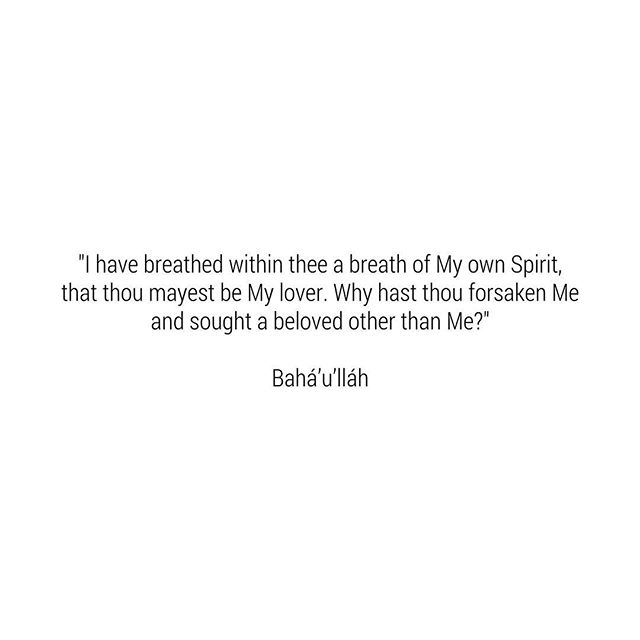 "I have breathed within thee a breath of My own Spirit,
that thou mayest be My lover. Why hast thou forsaken Me
and sought a beloved other than Me?"
Bahá'u'lláh